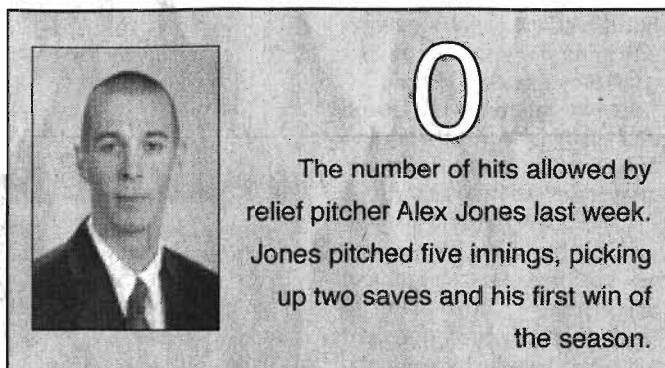 0
The number of hits allowed by
relief pitcher Alex Jones last week.
Jones pitched five innings, picking
up two saves and his first win of
the season.